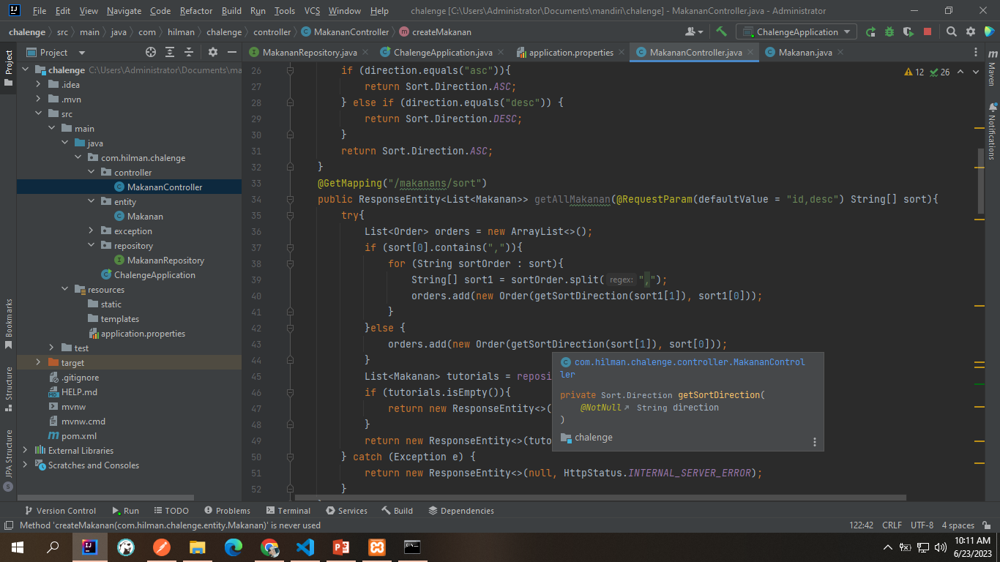 File Edit View Navigate Code Refactor Build Run Tools VCS Window Help chalenge [C:\Users\Administrator\Documents\mandiri\chalenge] - MakananController.java - Administrator
chalenge src main java com hilman chalenge controller MakananController createMakanan ChalengeApplication
Project MakananRepository.java ChalengeApplication.java application.properties MakananController.java Makanan.java
chalenge C:\Users\Administrator\Documents\ma
.idea
.mvn
src
main
java
com.hilman.chalenge
controller
MakananController
entity
Makanan
exception
repository
MakananRepository
ChalengeApplication
resources
static
templates
application.properties
test
target
.gitignore
HELP.md
mvnw
mvnw.cmd
pom.xml
External Libraries
Scratches and Consoles
Project
Bookmarks
Structure
JPA Structure
12 26
26 if (direction.equals("asc")){
27 return Sort.Direction.ASC;
28 } else if (direction.equals("desc")) {
29 return Sort.Direction.DESC;
30 }
31 return Sort.Direction.ASC;
32 }
33 @GetMapping("/makanans/sort")
34 public ResponseEntity<List<Makanan>> getAllMakanan(@RequestParam(defaultValue = "id,desc") String[] sort){
35 try{
36 List<Order> orders = new ArrayList<>();
37 if (sort[0].contains(",")){
38 for (String sortOrder : sort){
39 String[] sort1 = sortOrder.split( regex: ",");
40 orders.add(new Order(getSortDirection(sort1[1]), sort1[0]));
41 }
42 }else {
43 orders.add(new Order(getSortDirection(sort[1]), sort[0]));
44 }
45 List<Makanan> tutorials = reposi
46 if (tutorials.isEmpty()){
47 return new ResponseEntity<>(
48 }
49 return new ResponseEntity<>(tuto
50 } catch (Exception e) {
51 return new ResponseEntity<>(null, HttpStatus.INTERNAL_SERVER_ERROR);
52 }
com.hilman.chalenge.controller.MakananControl
ler
private Sort.Direction getSortDirection(
@NotNull String direction
)
chalenge
Maven
Notifications
Version Control Run TODO Problems Terminal Services Build Dependencies
Method 'createMakanan(com.hilman.chalenge.entity.Makanan)' is never used 122:42 CRLF UTF-8 4 spaces
10:11 AM
6/23/2023